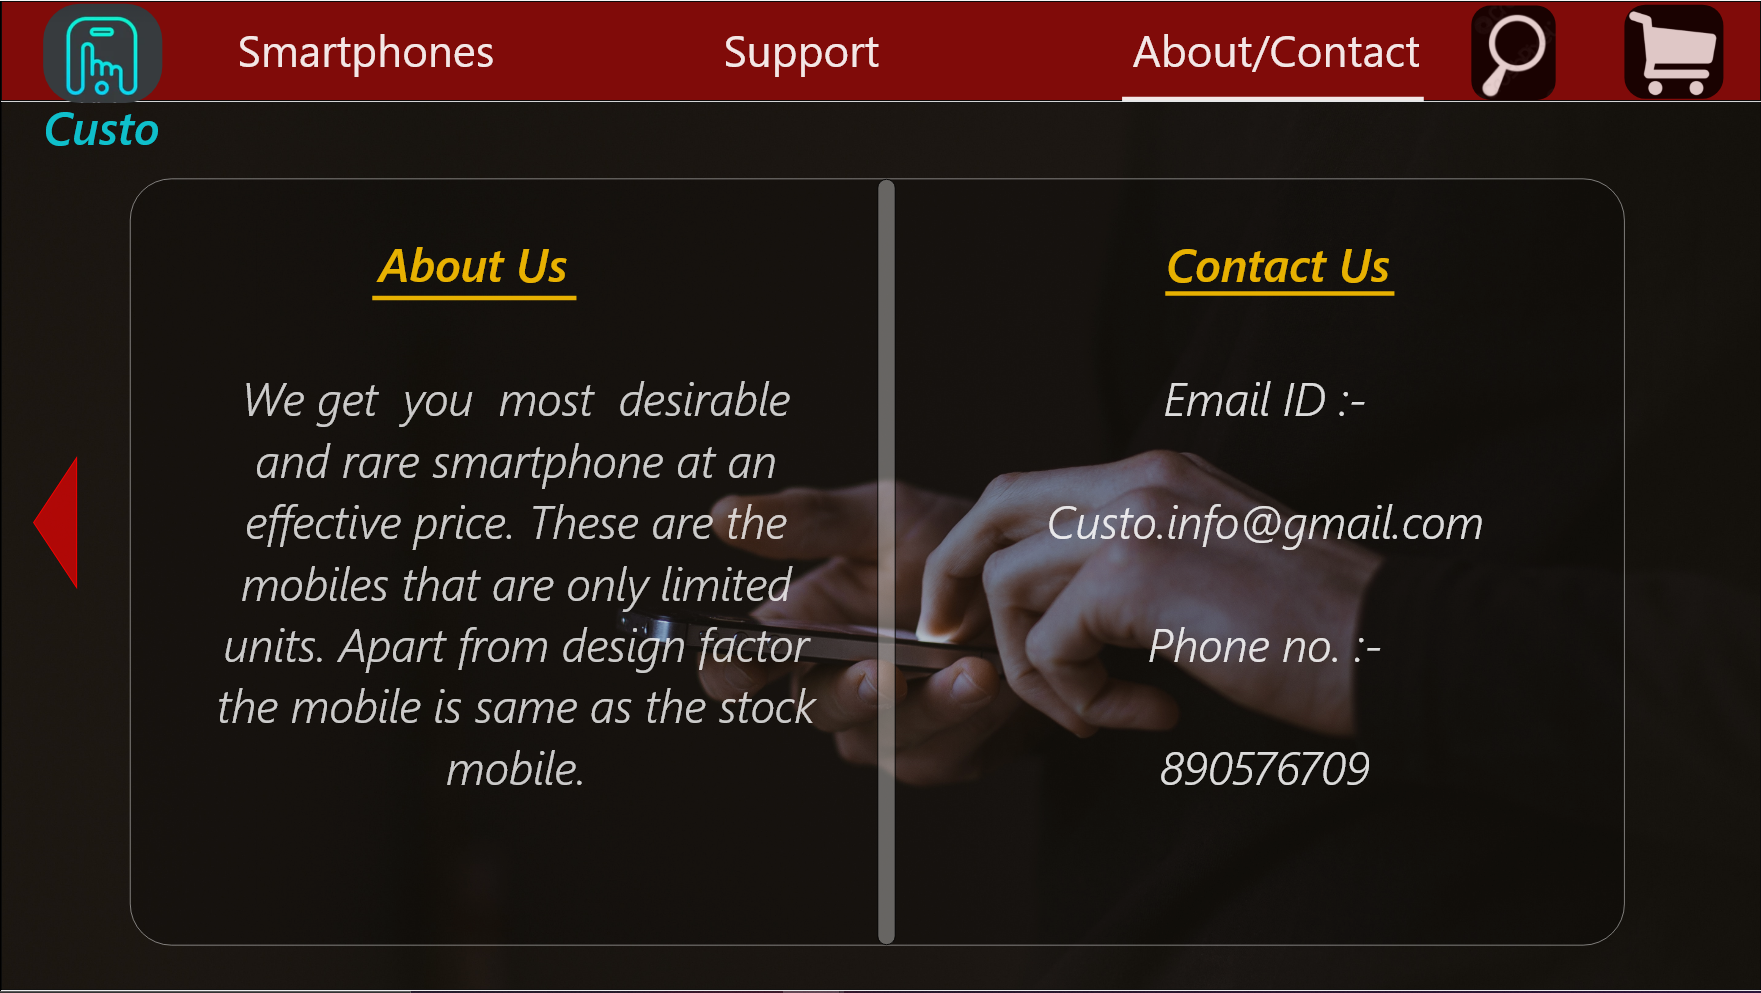 Smartphones
Support
About/Contact
Custo
About Us
We get you most desirable
and rare smartphone at an
effective price. These are the
mobiles that are only limited
units. Apart from design factor
the mobile is same as the stock
mobile.
Contact Us
Email ID :-
Custo.info@gmail.com
Phone no. :-
890576709